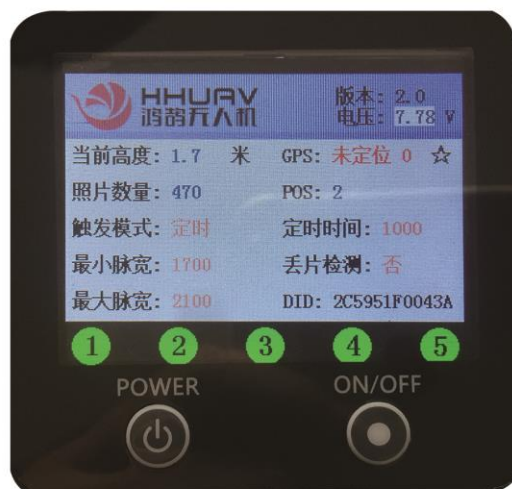 HHUAV
鸿鹄无人机
版本: 2.0
电压: 7.78 V
当前高度: 1.7 米 GPS: 未定位 0 ☆
照片数量: 470 POS: 2
触发模式: 定时 定时时间: 1000
最小脉宽: 1700 丢片检测: 否
最大脉宽: 2100 DID: 2C5951F0043A
1 2 3 4 5
POWER ON/OFF